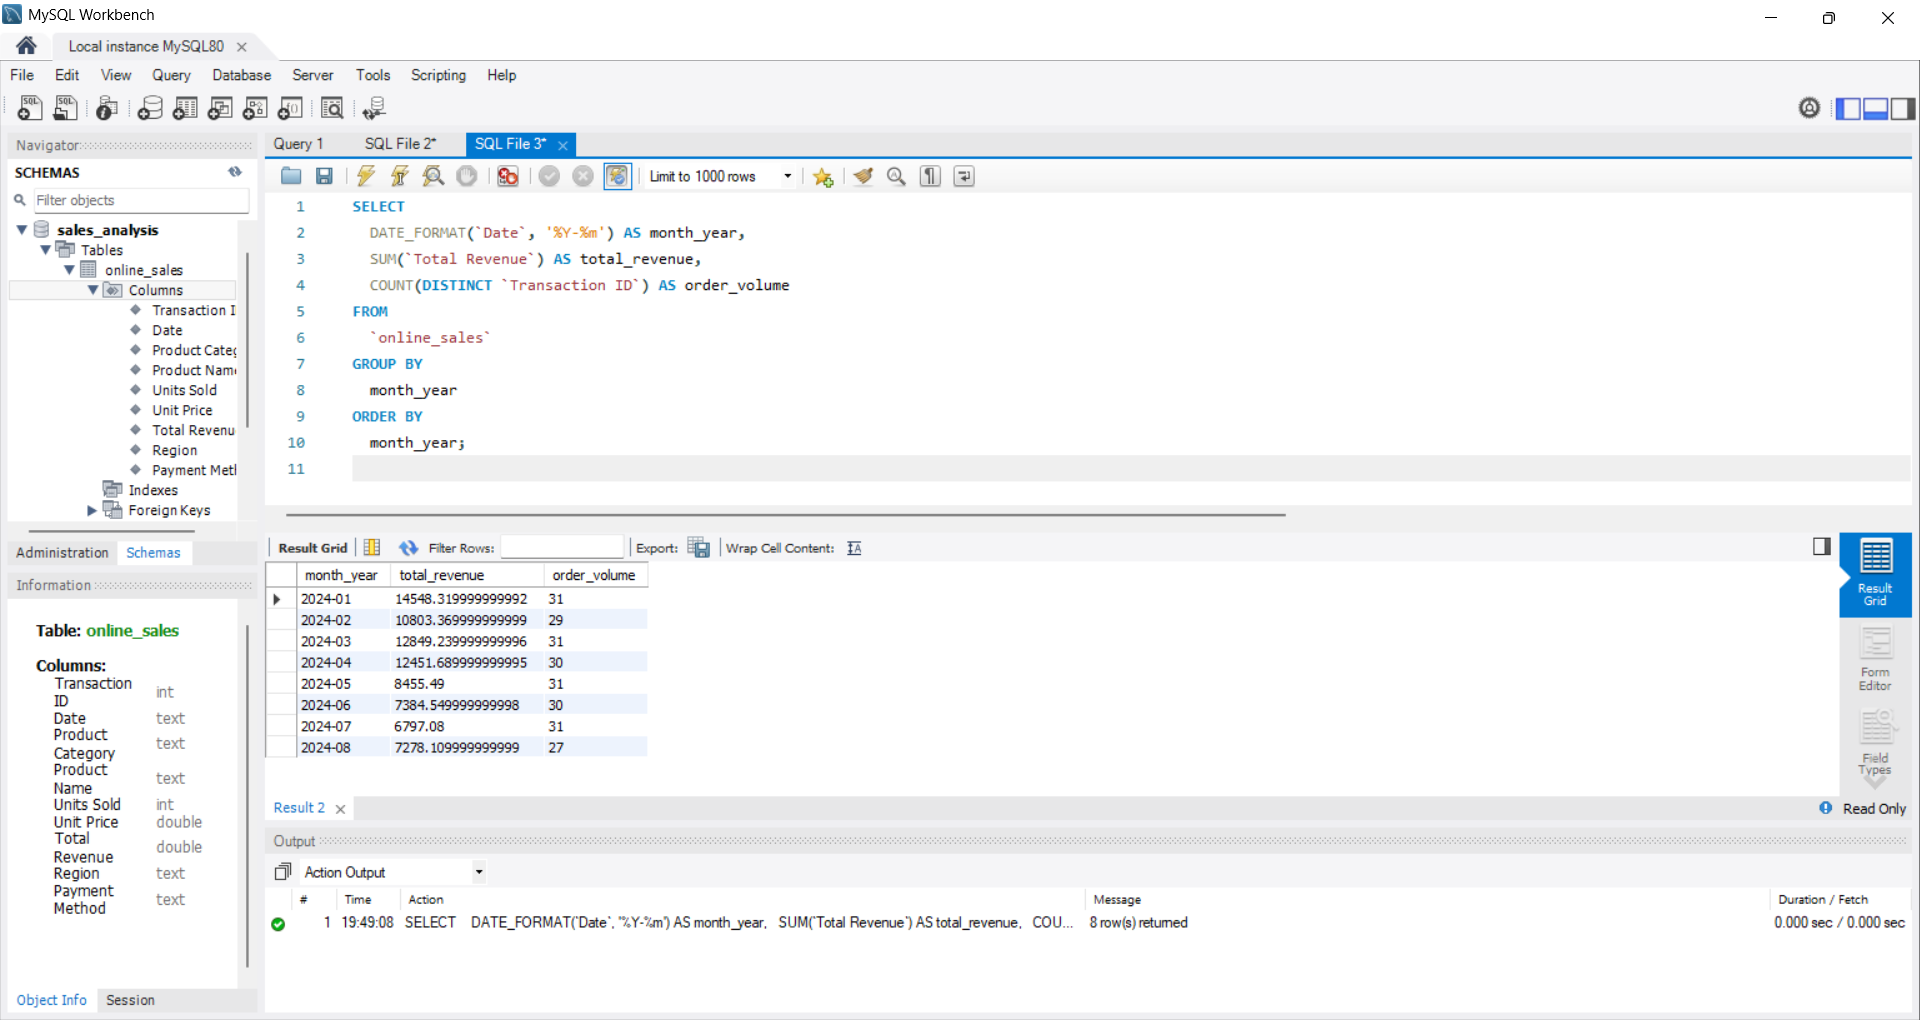 MySQL Workbench
Local instance MySQL80
File Edit View Query Database Server Tools Scripting Help
Navigator
SCHEMAS
Filter objects
sales_analysis
Tables
online_sales
Columns
Transaction I
Date
Product Categ
Product Nam
Units Sold
Unit Price
Total Revenu
Region
Payment Met
Indexes
Foreign Keys
Administration Schemas
Information
Table: online_sales
Columns:
Transaction ID int
Date text
Product Category text
Product Name text
Units Sold int
Unit Price double
Total Revenue double
Region text
Payment Method text
Object Info Session
Query 1 SQL File 2* SQL File 3*
Limit to 1000 rows
1 SELECT
2 DATE_FORMAT(`Date`, '%Y-%m') AS month_year,
3 SUM(`Total Revenue`) AS total_revenue,
4 COUNT(DISTINCT `Transaction ID`) AS order_volume
5 FROM
6 `online_sales`
7 GROUP BY
8 month_year
9 ORDER BY
10 month_year;
11
Result Grid Filter Rows: Export: Wrap Cell Content:
month_year total_revenue order_volume
2024-01 14548.319999999992 31
2024-02 10803.369999999999 29
2024-03 12849.239999999996 31
2024-04 12451.689999999995 30
2024-05 8455.49 31
2024-06 7384.549999999998 30
2024-07 6797.08 31
2024-08 7278.109999999999 27
Result Grid
Form Editor
Field Types
Result 2
Read Only
Output
Action Output
# Time Action Message Duration / Fetch
1 19:49:08 SELECT DATE_FORMAT(`Date`, '%Y-%m') AS month_year, SUM(`Total Revenue`) AS total_revenue, COU... 8 row(s) returned 0.000 sec / 0.000 sec